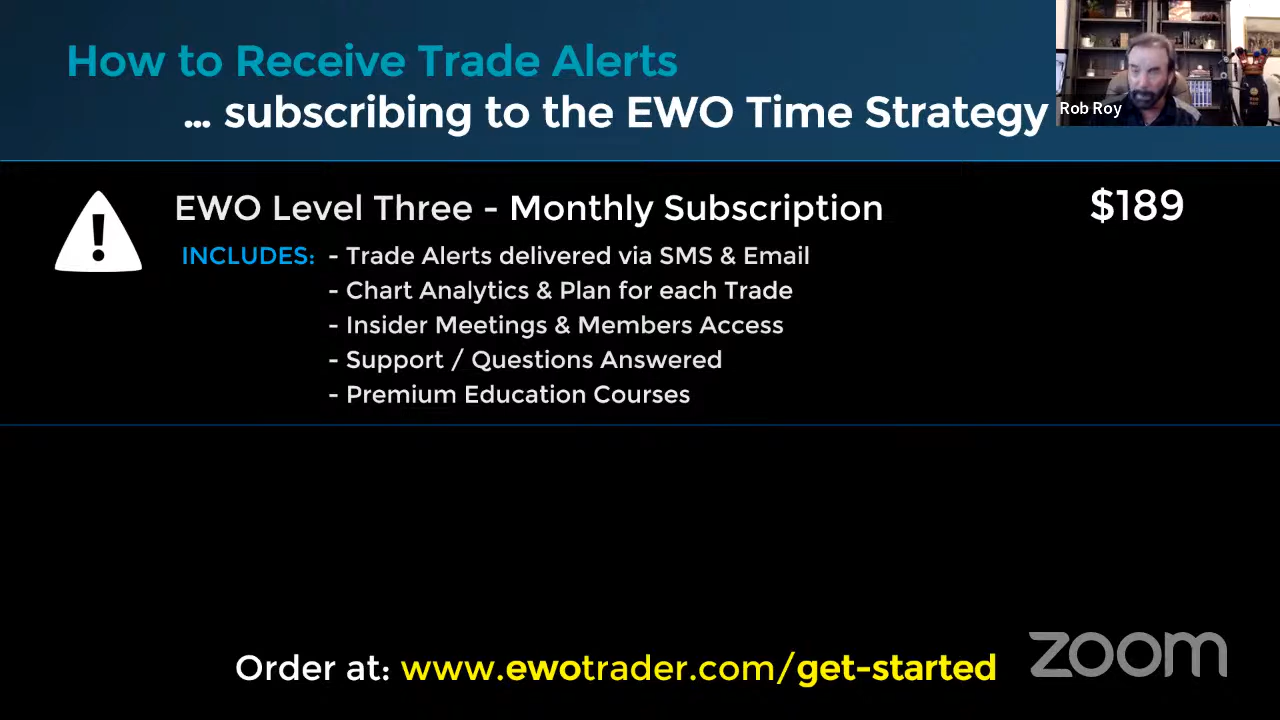 How to Receive Trade Alerts
... subscribing to the EWO Time Strategy
Rob Roy
EWO Level Three - Monthly Subscription $189
INCLUDES: - Trade Alerts delivered via SMS & Email
- Chart Analytics & Plan for each Trade
- Insider Meetings & Members Access
- Support / Questions Answered
- Premium Education Courses
Order at: www.ewotrader.com/get-started
zoom